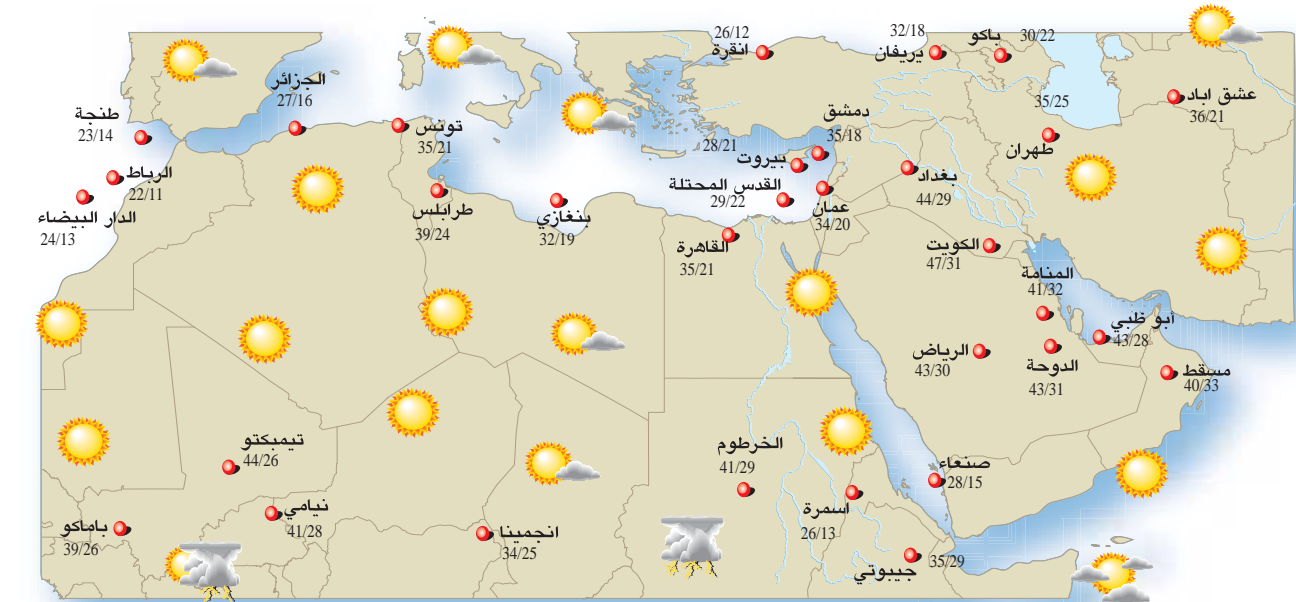 26/12
انقرة
32/18
يريفان
باكو
30/22
الجزائر
27/16
طنجة
23/14
تونس
35/21
28/21
بيروت
دمشق
35/18
35/25
طهران
عشق اباد
36/21
الرباط
22/11
الدار البيضاء
24/13
طرابلس
39/24
بنغازي
32/19
القدس المحتلة
29/22
عمان
34/20
بغداد
44/29
القاهرة
35/21
الكويت
47/31
المنامة
41/32
أبو ظبي
43/28
الرياض
43/30
الدوحة
43/31
مسقط
40/33
تيمبكتو
44/26
الخرطوم
41/29
صنعاء
28/15
نيامي
41/28
باماكو
39/26
انجمينا
34/25
اسمرة
26/13
جيبوتي
35/29